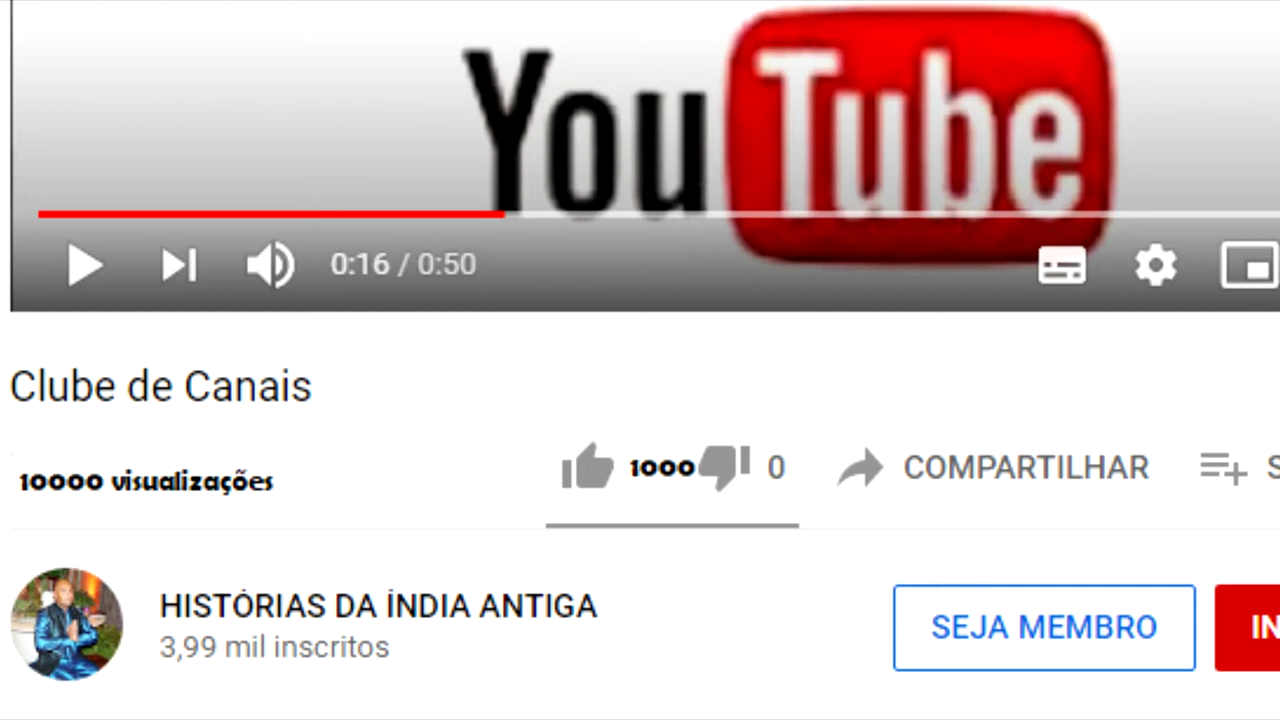 YouTube
0:16 / 0:50
Clube de Canais
10000 visualizações
1000 0 COMPARTILHAR S
HISTÓRIAS DA ÍNDIA ANTIGA
3,99 mil inscritos
SEJA MEMBRO
IN